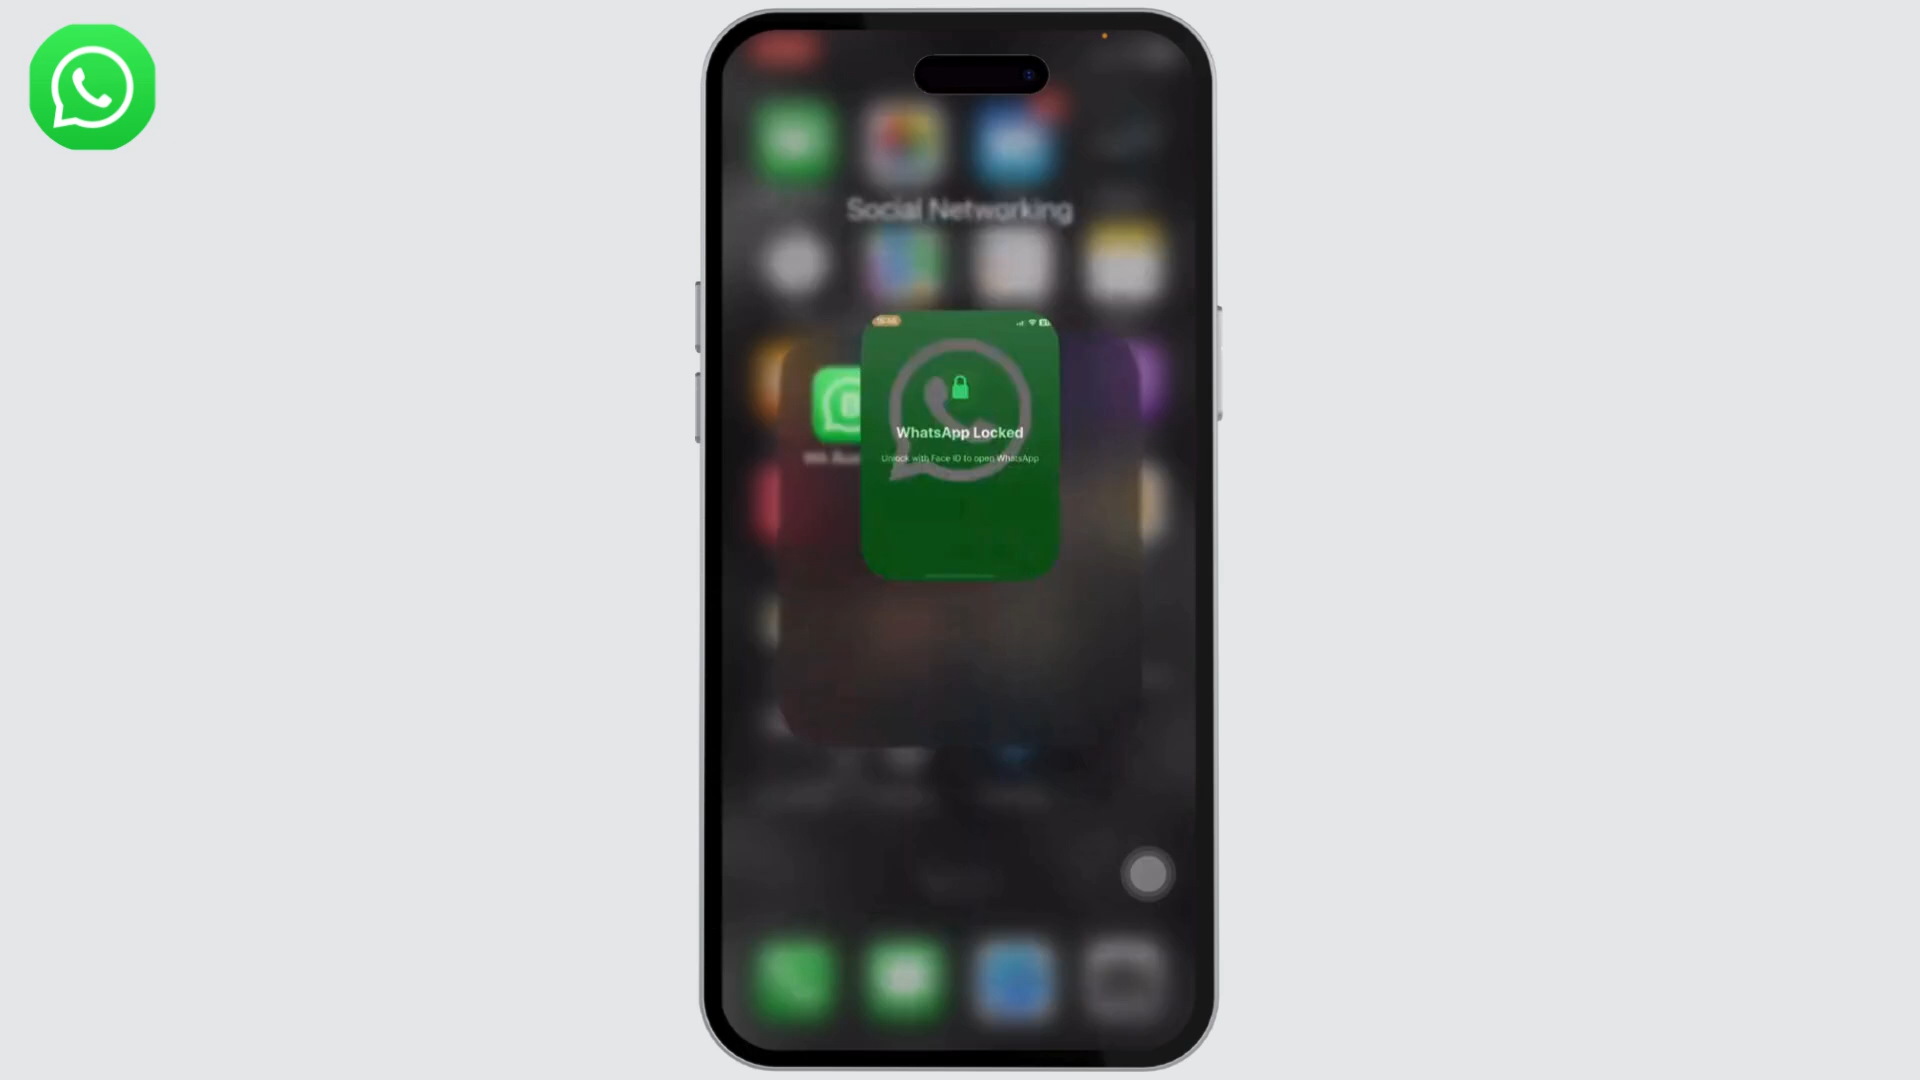 Social Networking
WhatsApp Locked
Unlock with Face ID to open WhatsApp